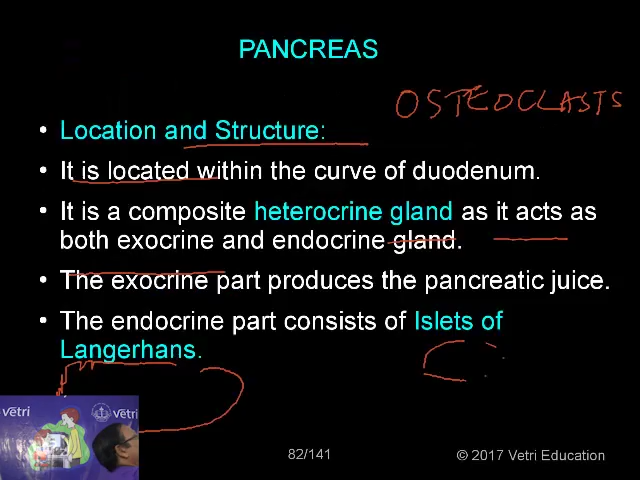 PANCREAS
OSTEOCLASTS
• Location and Structure:
• It is located within the curve of duodenum.
• It is a composite heterocrine gland as it acts as
both exocrine and endocrine gland.
• The exocrine part produces the pancreatic juice.
• The endocrine part consists of Islets of
Langerhans.
Vetri
Vetri
82/141
© 2017 Vetri Education